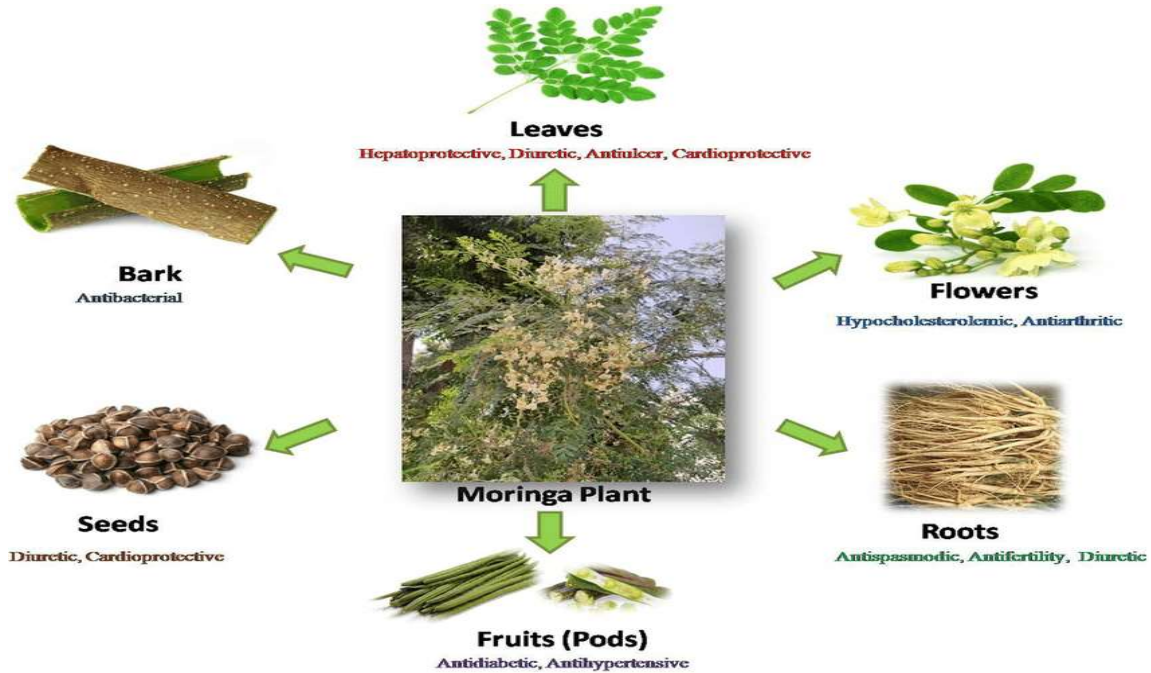 Leaves
Hepatoprotective, Diuretic, Antiulcer, Cardioprotective
Bark
Antibacterial
Flowers
Hypocholesterolemic, Antiarthritic
Moringa Plant
Seeds
Diuretic, Cardioprotective
Roots
Antispasmodic, Antifertility, Diuretic
Fruits (Pods)
Antidiabetic, Antihypertensive